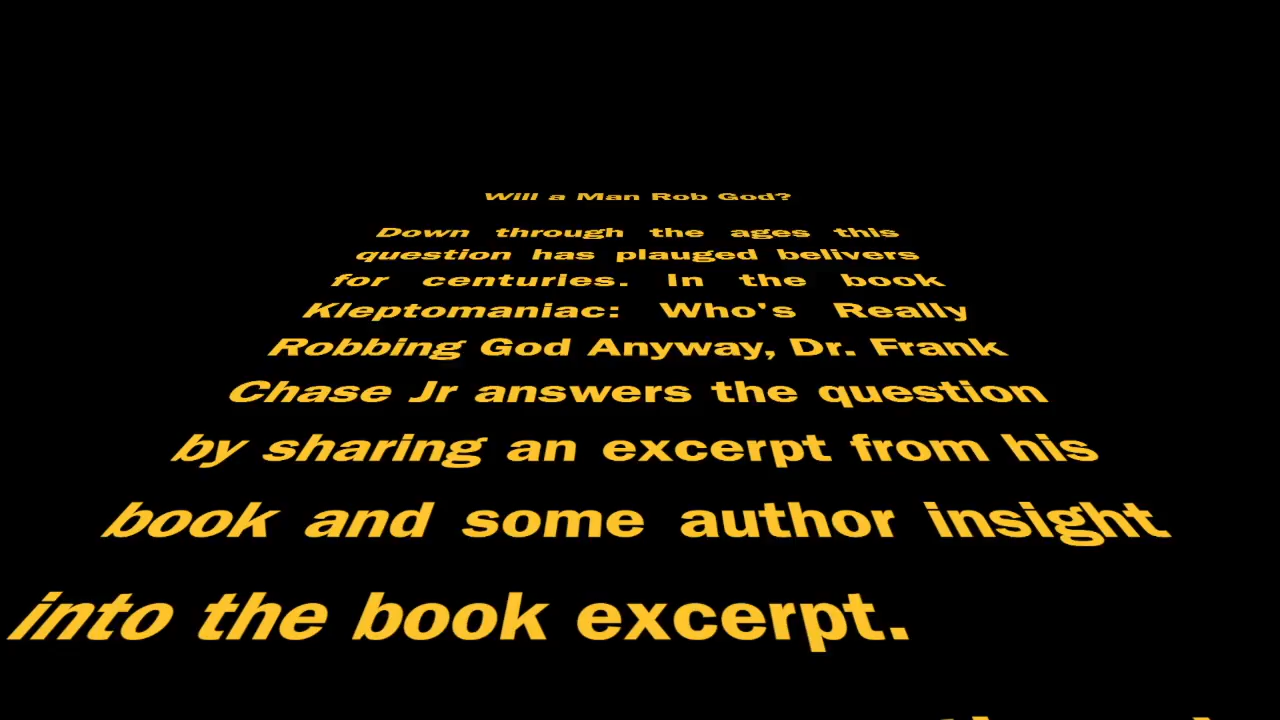 Will a Man Rob God?
Down through the ages this
question has plauged belivers
for centuries. In the book
Kleptomaniac: Who's Really
Robbing God Anyway, Dr. Frank
Chase Jr answers the question
by sharing an excerpt from his
book and some author insight
into the book excerpt.